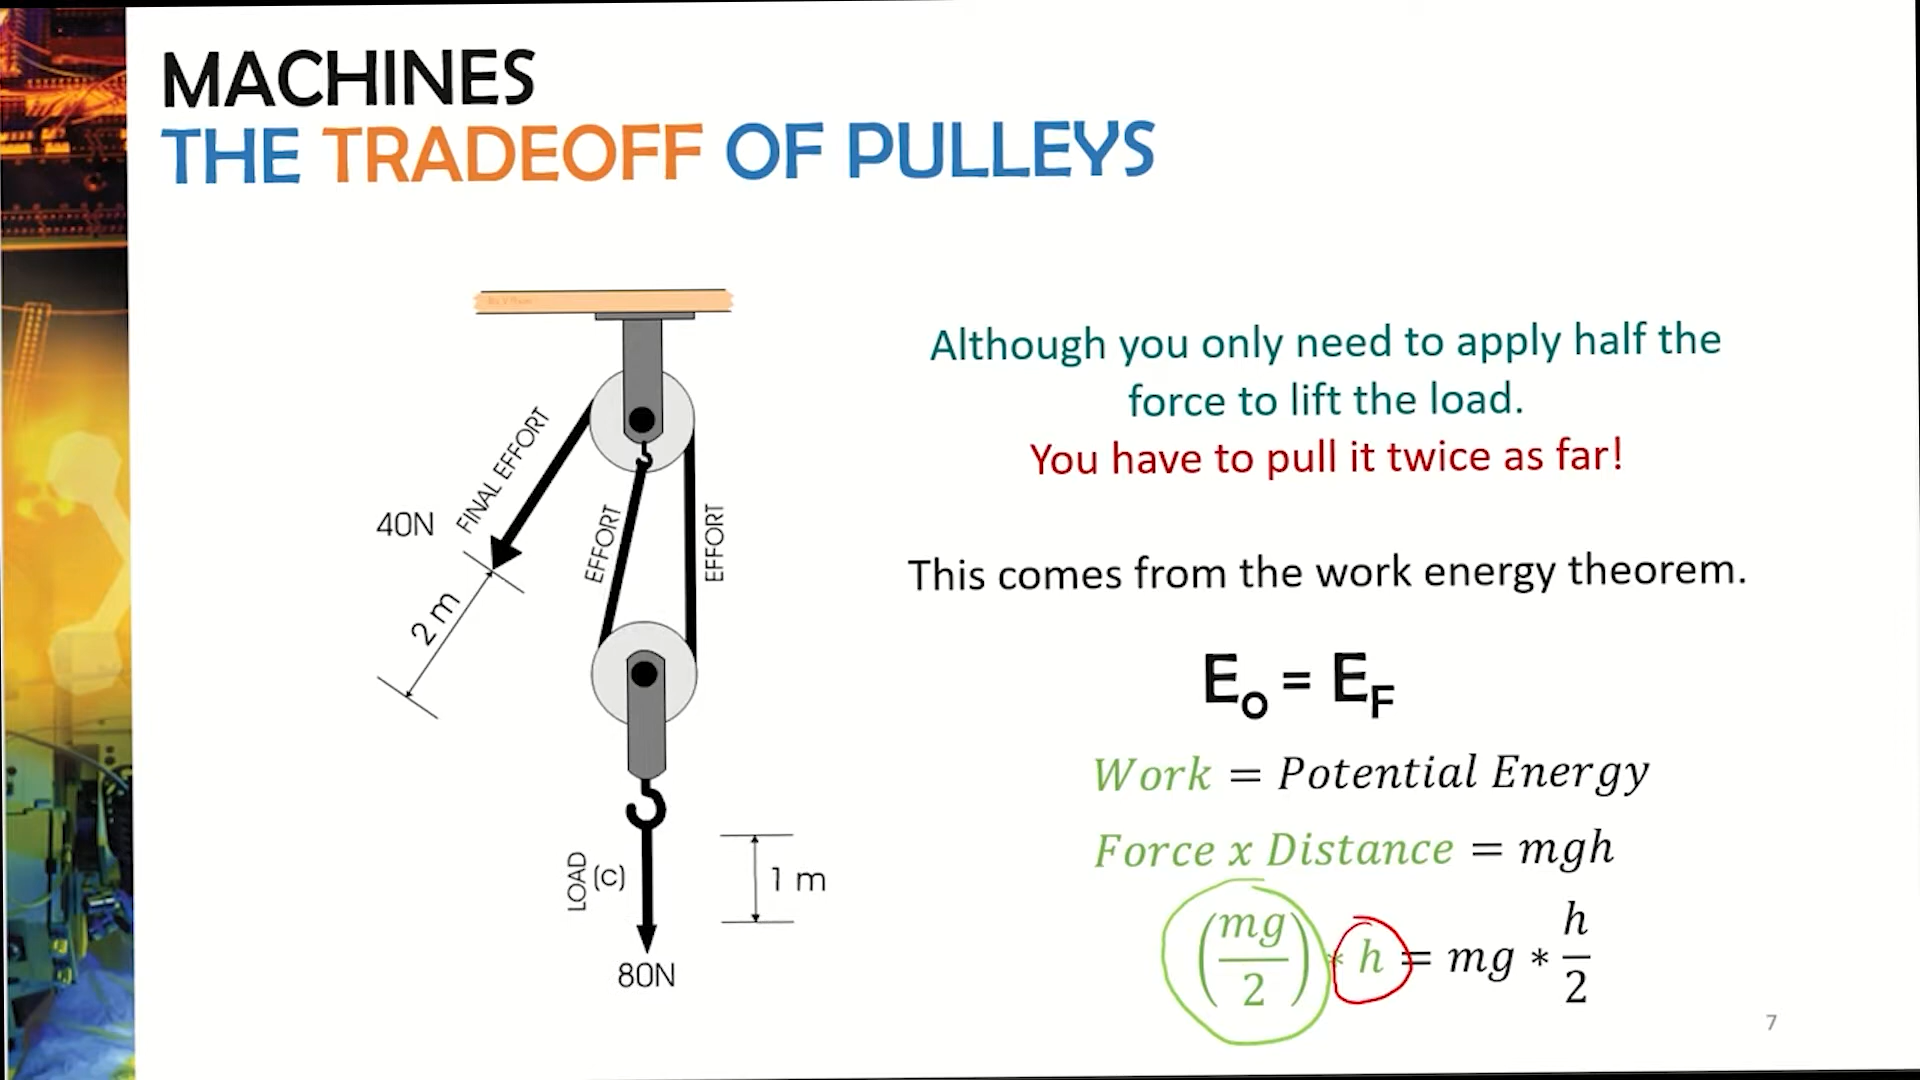 MACHINES
THE TRADEOFF OF PULLEYS
FINAL EFFORT
40N
2 m
EFFORT
EFFORT
LOAD
(c)
1 m
80N
Although you only need to apply half the
force to lift the load.
You have to pull it twice as far!
This comes from the work energy theorem.
E₀ = E_F
Work = Potential Energy
Force x Distance = mgh
(mg/2) * h = mg * h/2
7